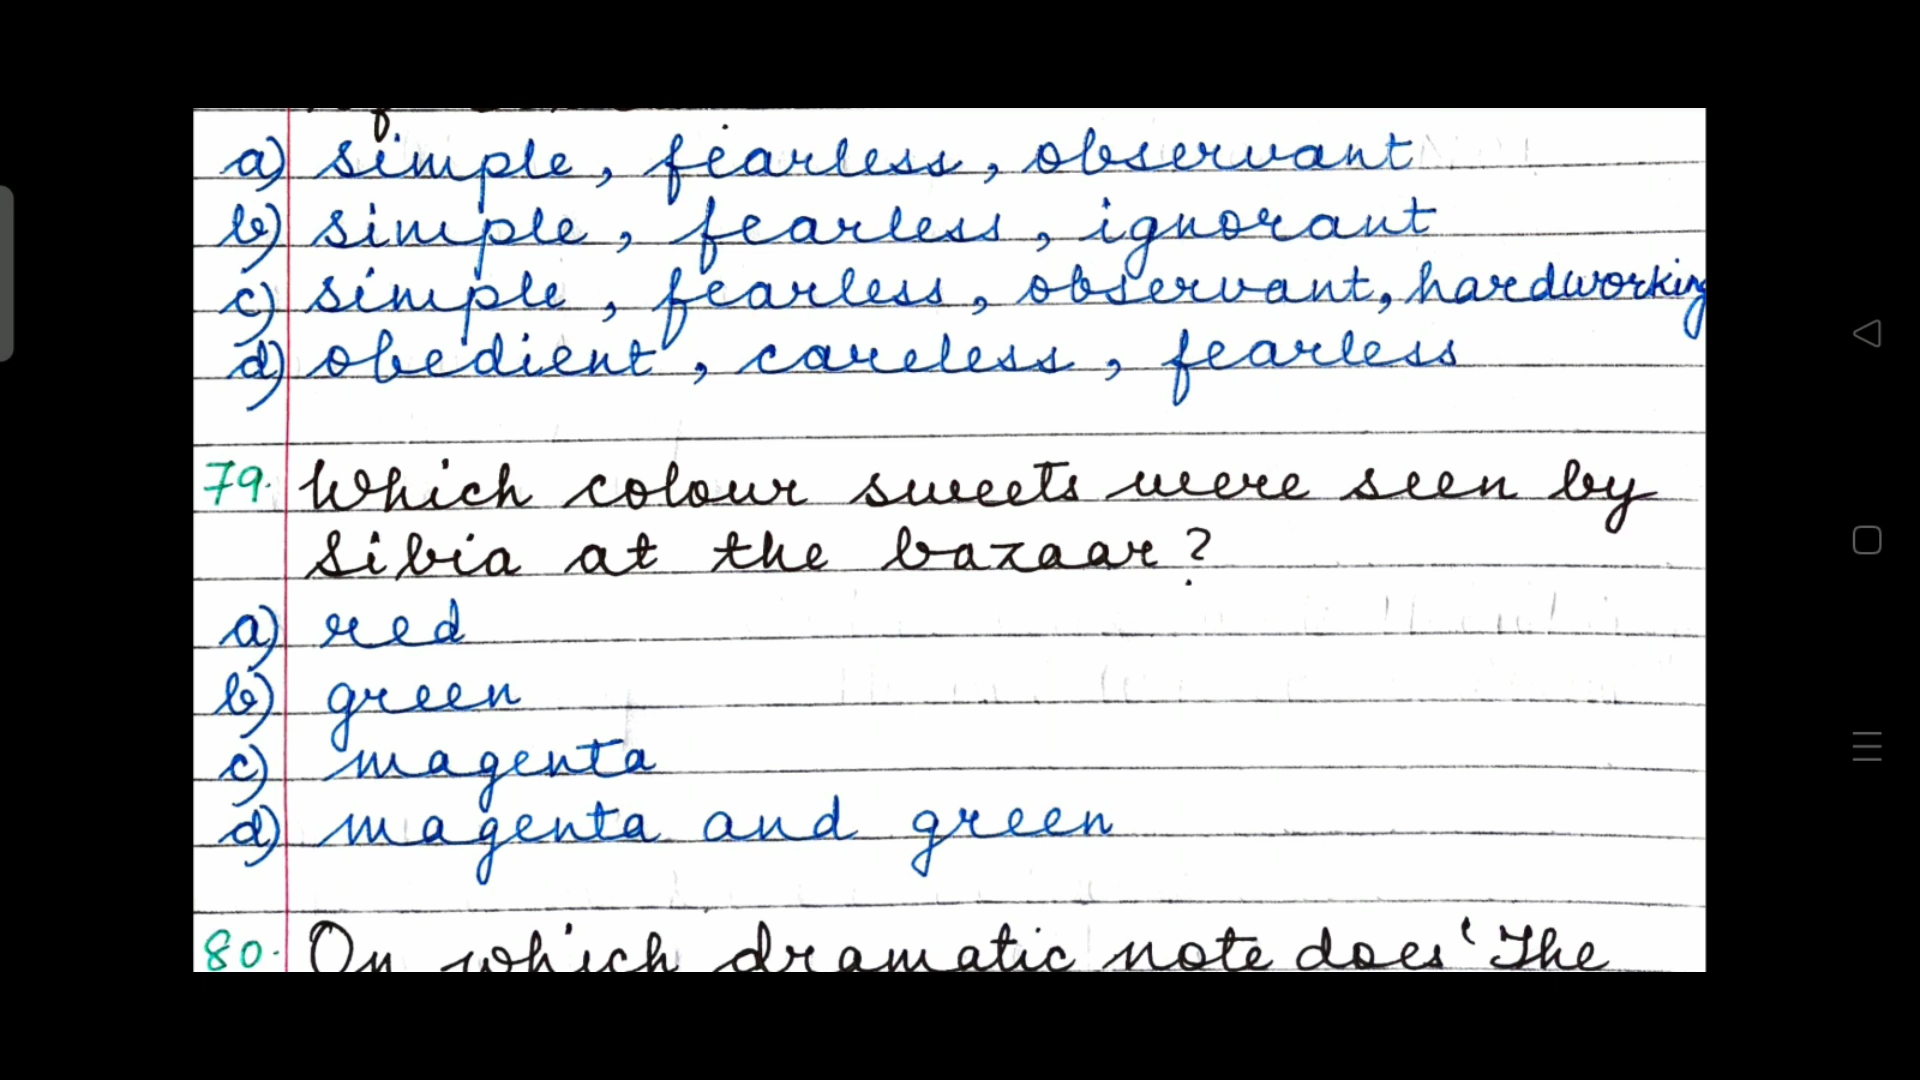 a) simple, fearless, observant
b) simple, fearless, ignorant
c) simple, fearless, observant, hardworking
d) obedient, careless, fearless
79. Which colour sweets were seen by
Sibia at the bazaar?
a) red
b) green
c) magenta
d) magenta and green
80. On which dramatic note does 'The